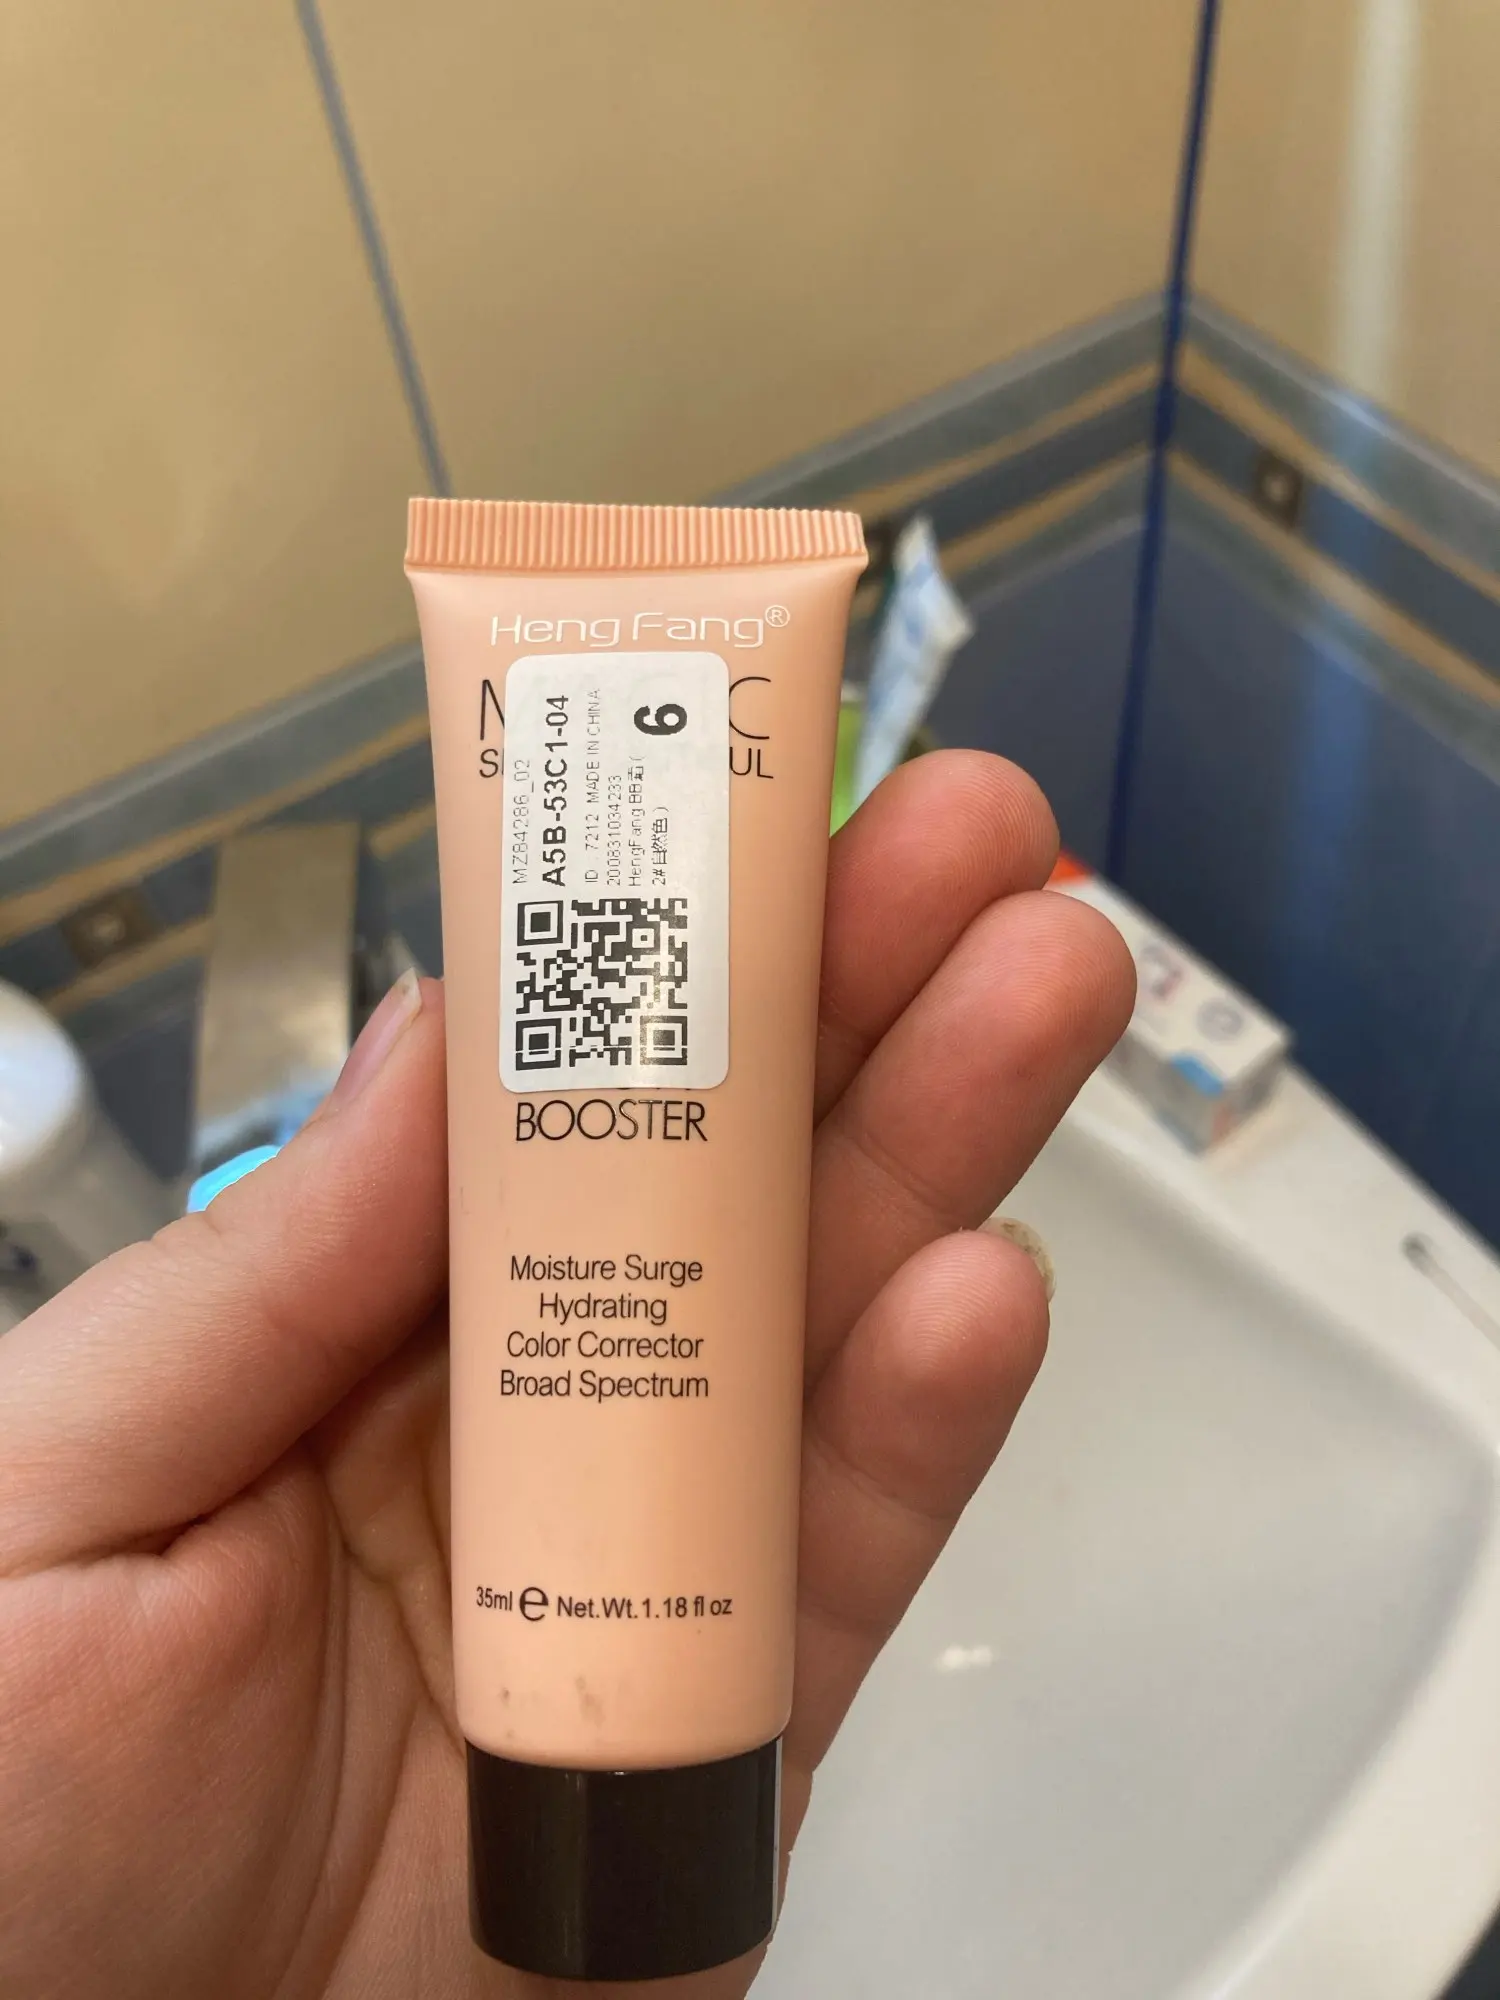 Heng Fang®
MZ84286_02
A5B-53C1-04
ID : 7212 MADE IN CHINA
200831034233
HengFang BB霜(
2#自然色)
6
BOOSTER
Moisture Surge
Hydrating
Color Corrector
Broad Spectrum
35ml e Net.Wt.1.18 fl oz